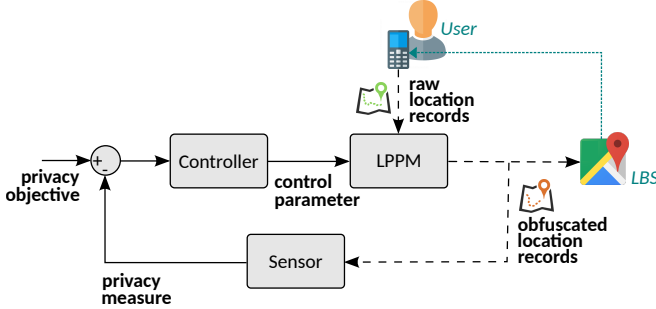 User
raw
location
records
+
-
Controller
LPPM
privacy
objective
control
parameter
LBS
obfuscated
location
records
Sensor
privacy
measure